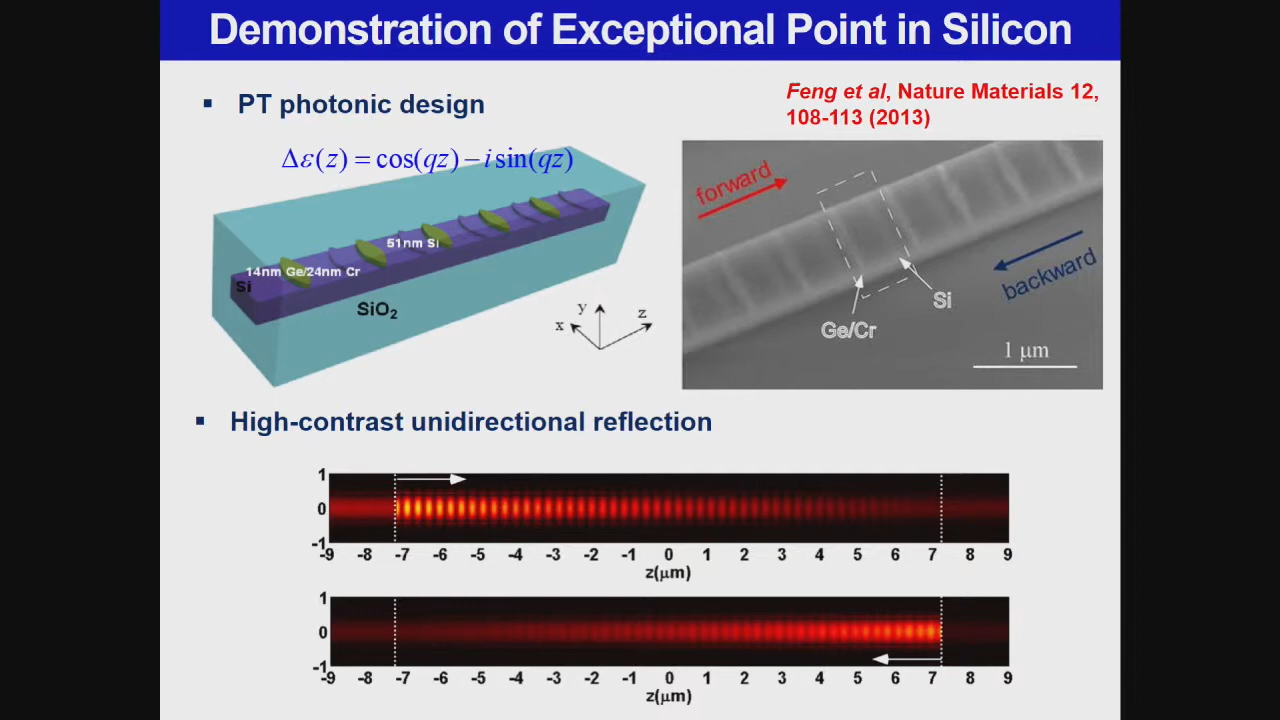 Demonstration of Exceptional Point in Silicon
▪ PT photonic design
Feng et al, Nature Materials 12,
108-113 (2013)
Δε(z) = cos(qz) − i sin(qz)
51nm Si
14nm Ge/24nm Cr
Si
SiO₂
y
x
z
forward
backward
Si
Ge/Cr
1 μm
▪ High-contrast unidirectional reflection
1
0
-1
-9 -8 -7 -6 -5 -4 -3 -2 -1 0 1 2 3 4 5 6 7 8 9
z(μm)
1
0
-1
-9 -8 -7 -6 -5 -4 -3 -2 -1 0 1 2 3 4 5 6 7 8 9
z(μm)